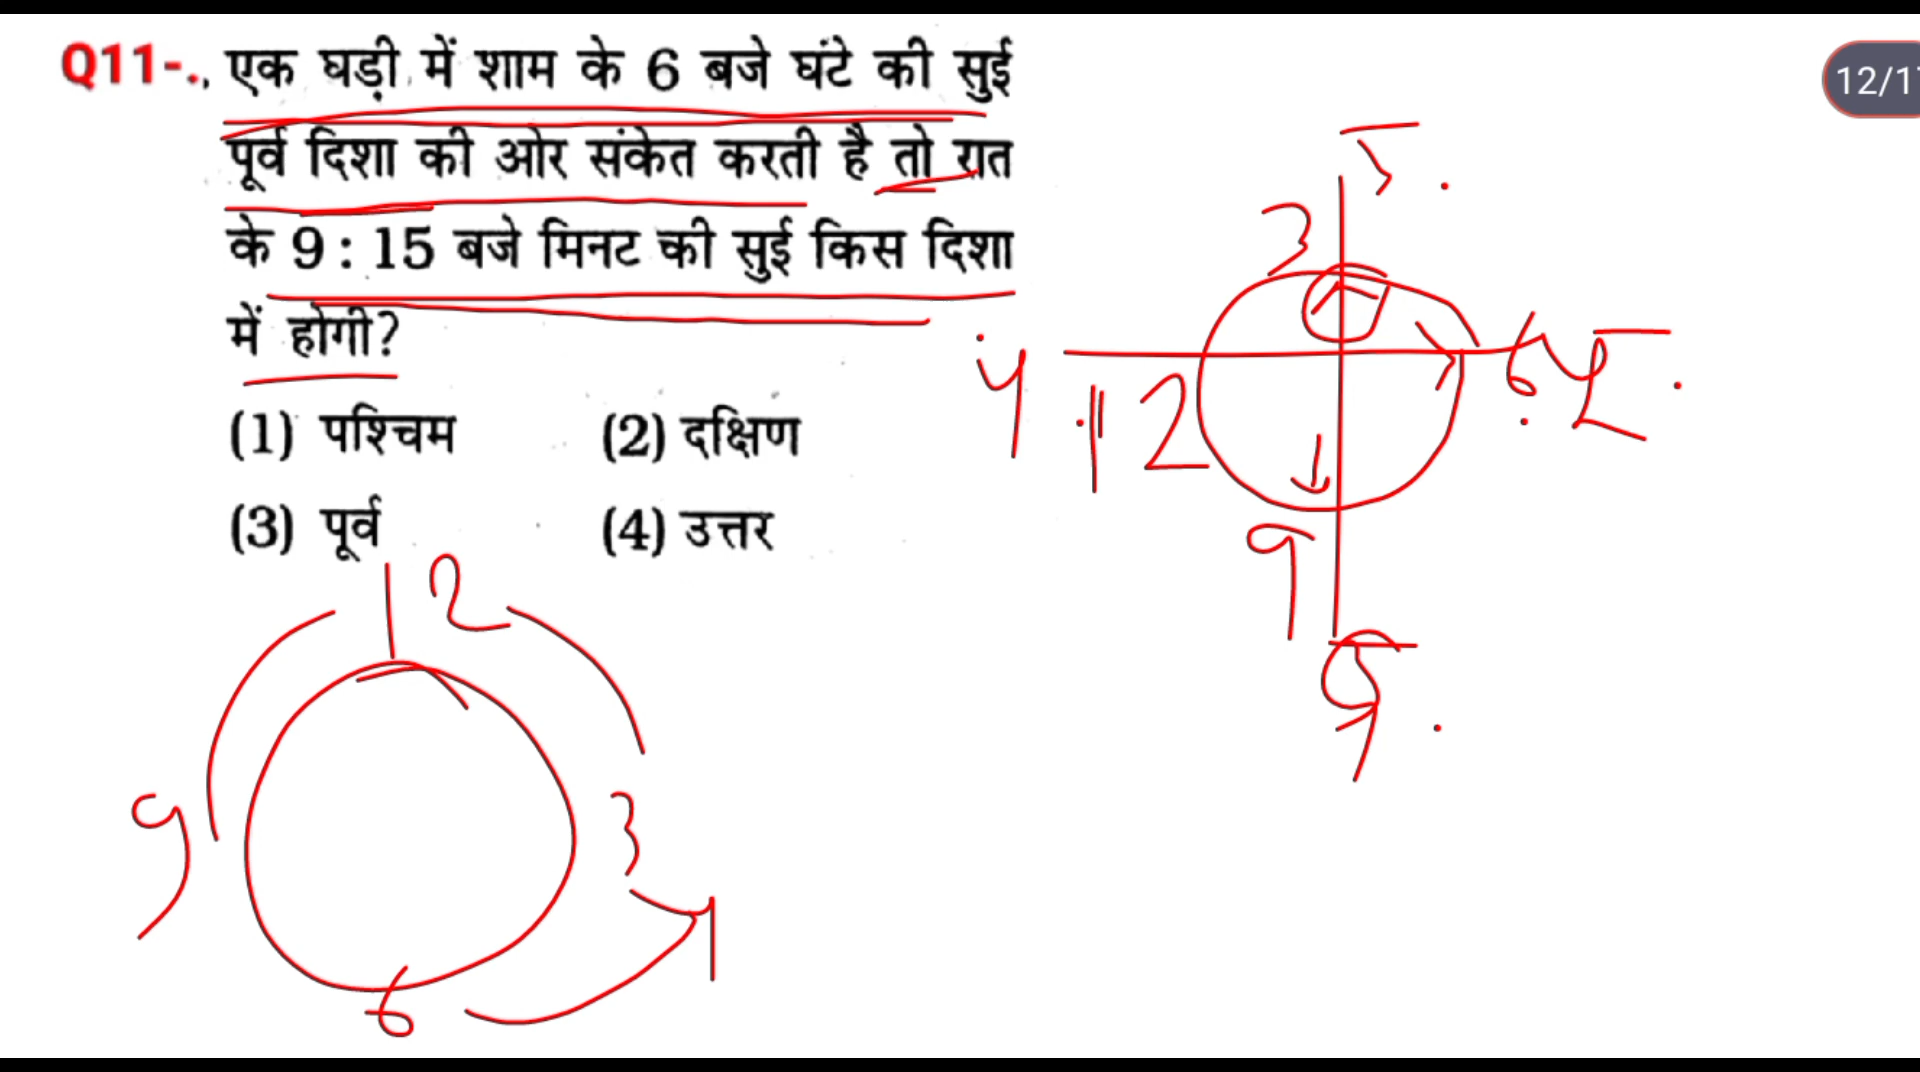 Q11-., एक घड़ी में शाम के 6 बजे घंटे की सुई
पूर्व दिशा की ओर संकेत करती है तो रात
के 9 : 15 बजे मिनट की सुई किस दिशा
में होगी?
(1) पश्चिम (2) दक्षिण
(3) पूर्व (4) उत्तर
12/1
3
6
12
9
12
9
3
6